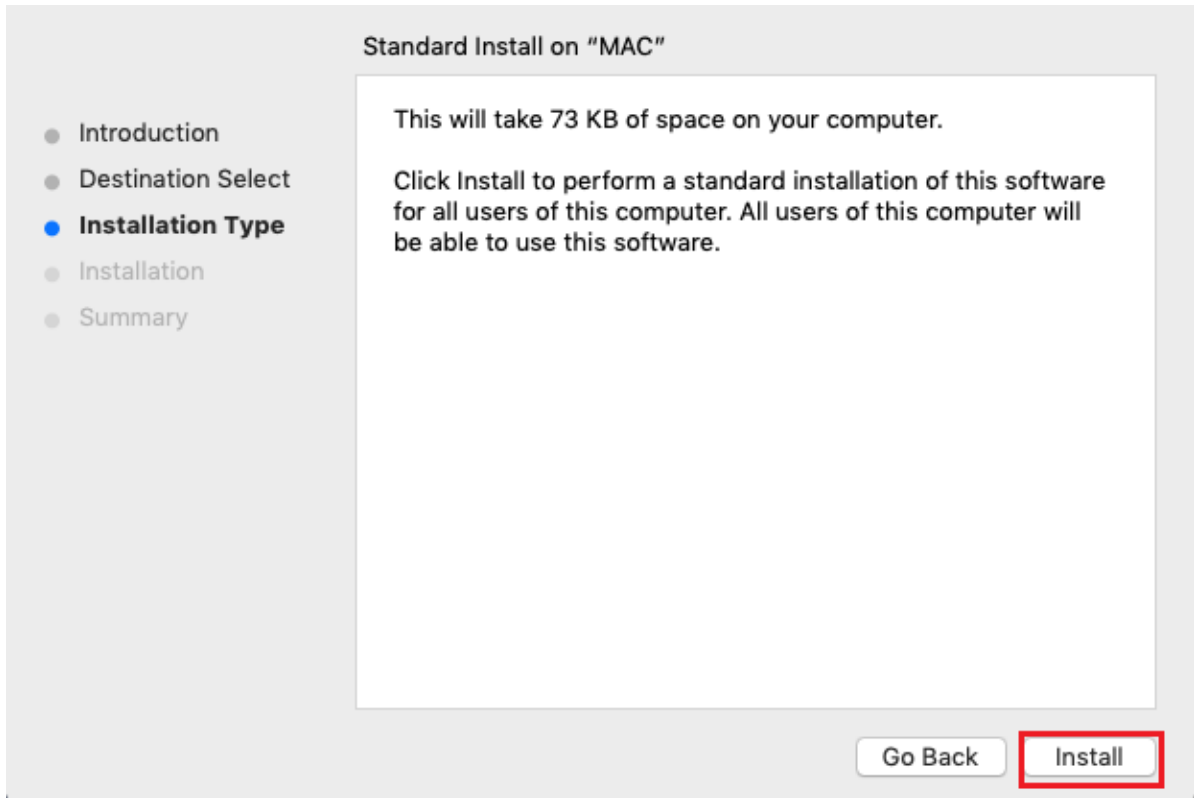 Standard Install on “MAC”
Introduction
Destination Select
Installation Type
Installation
Summary
This will take 73 KB of space on your computer.
Click Install to perform a standard installation of this software
for all users of this computer. All users of this computer will
be able to use this software.
Go Back
Install